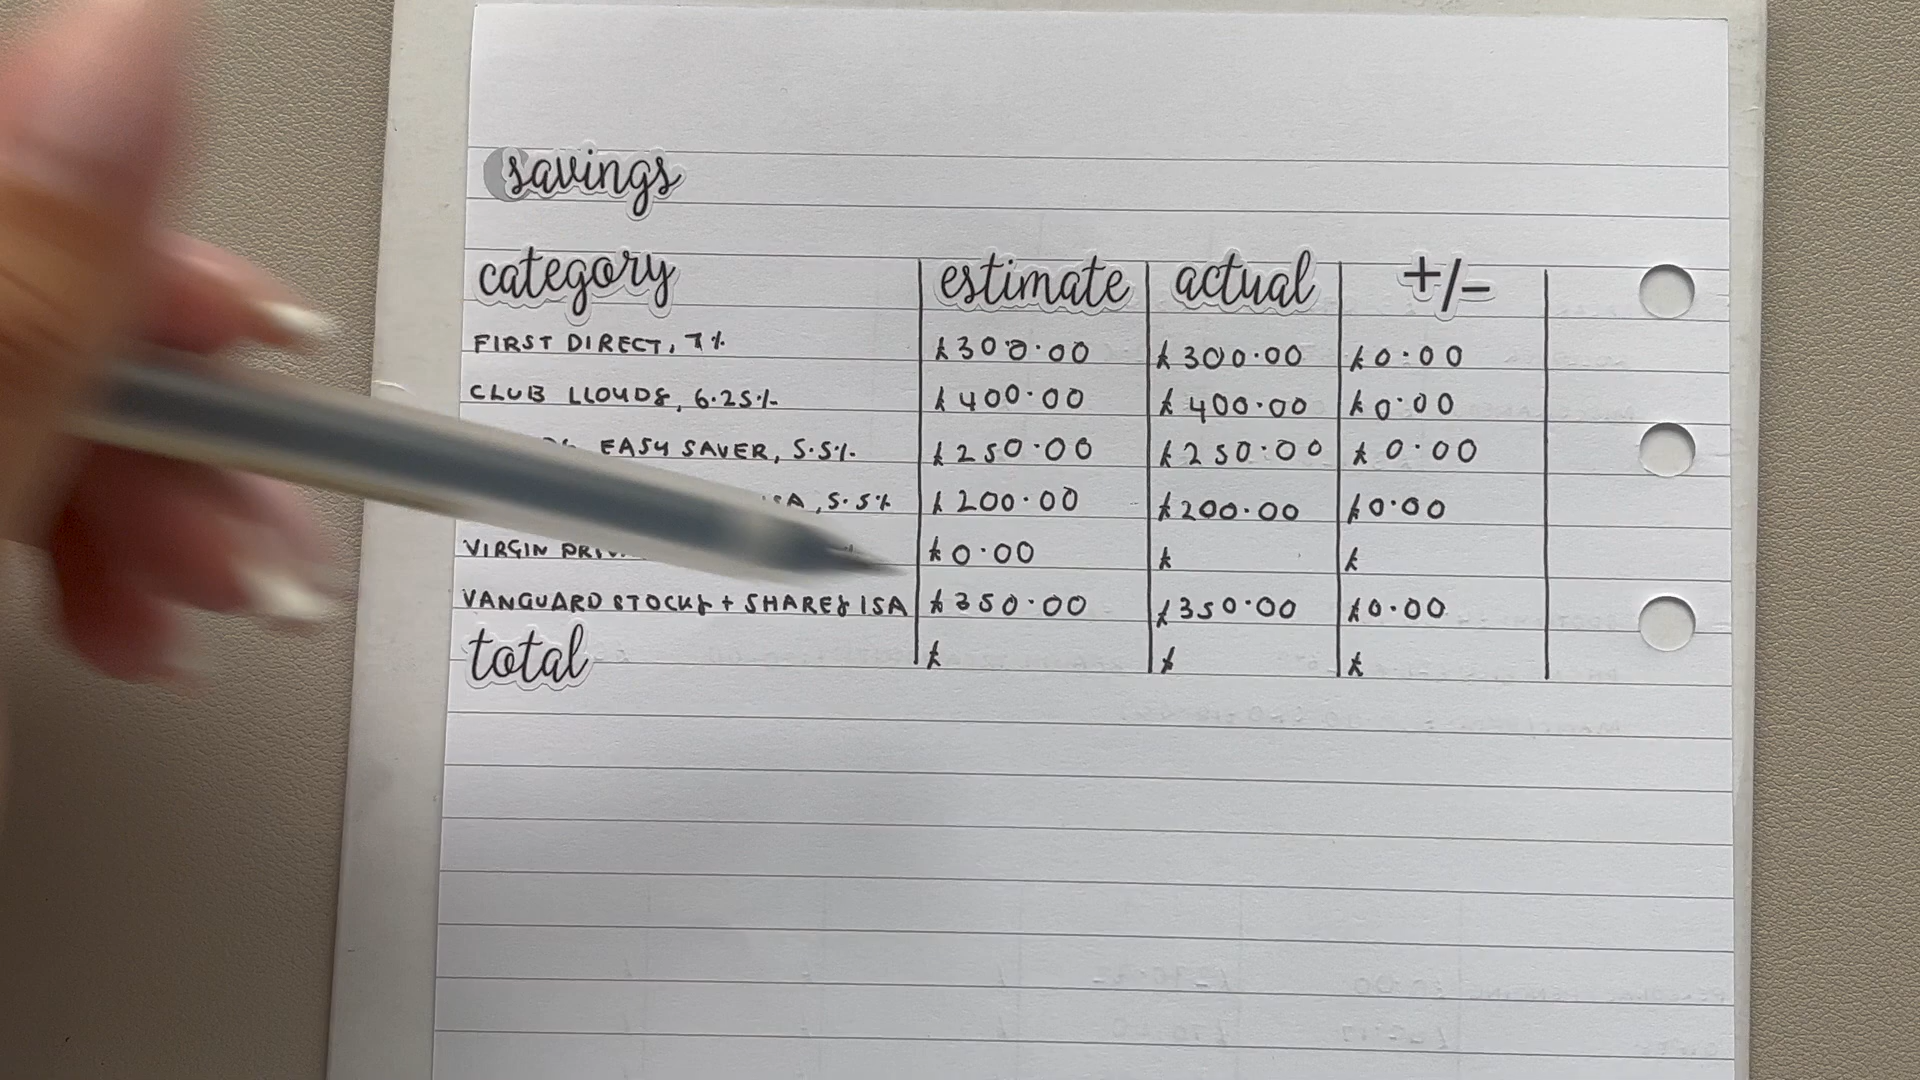 savings
category estimate actual +/-
FIRST DIRECT, 7% £300.00 £300.00 £0.00
CLUB LLOYDS, 6.25% £400.00 £400.00 £0.00
EASY SAVER, 5.5% £250.00 £250.00 £0.00
, 5.5% £200.00 £200.00 £0.00
VIRGIN £0.00 £ £
VANGUARD STOCKS + SHARES ISA £350.00 £350.00 £0.00
total £ £ £